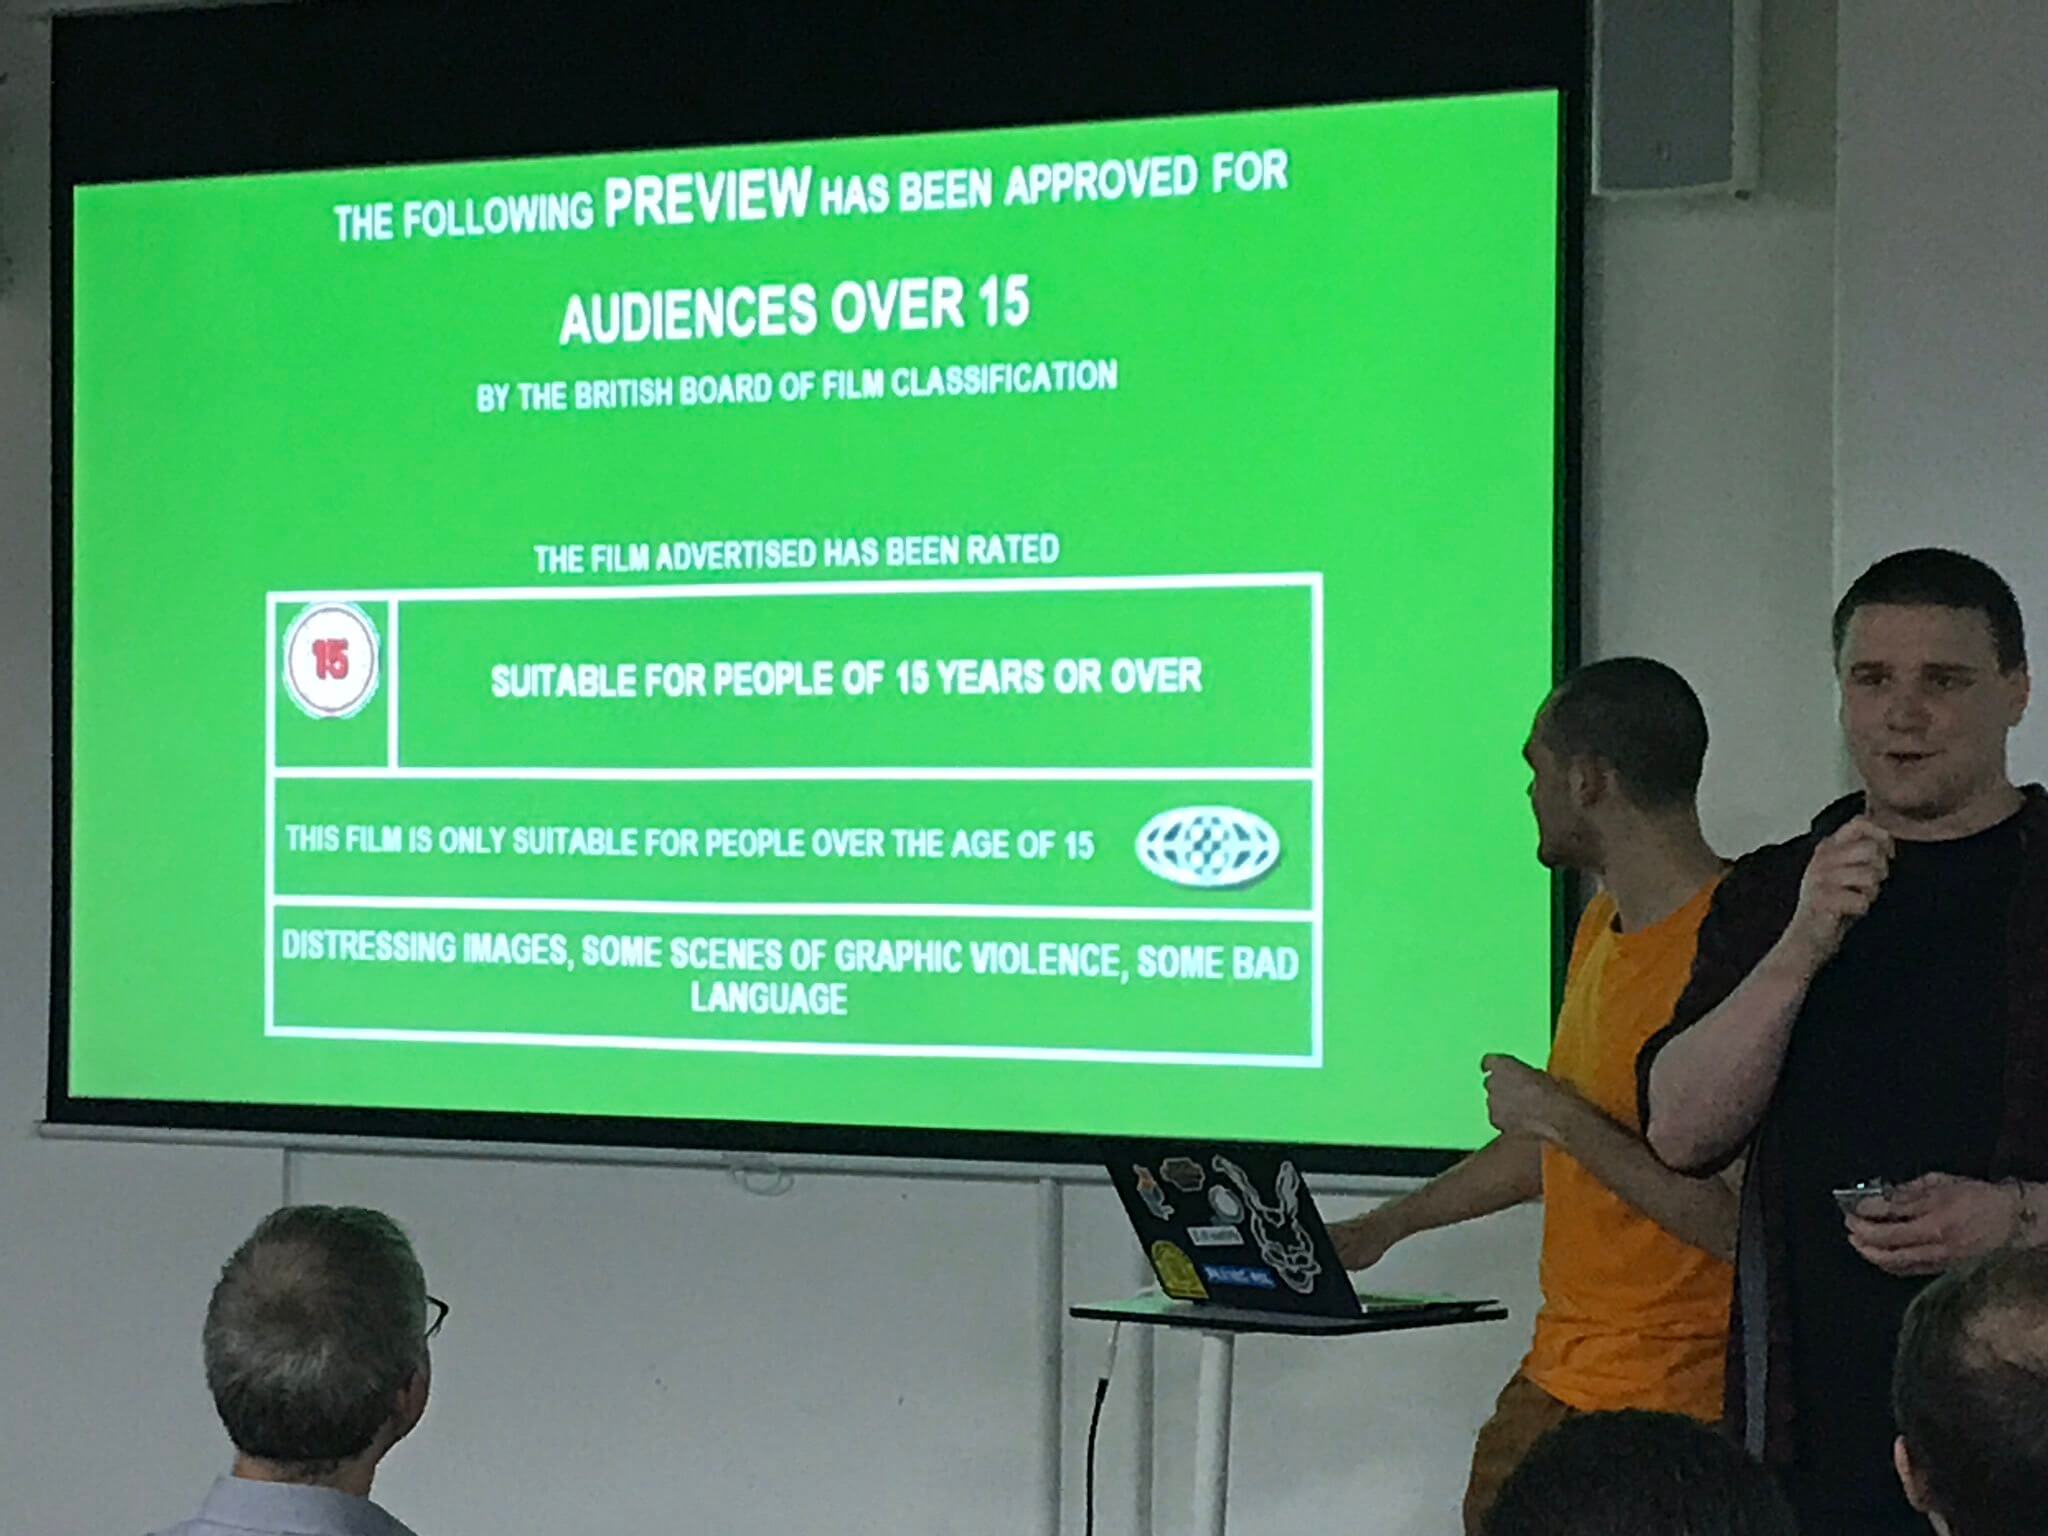 THE FOLLOWING PREVIEW HAS BEEN APPROVED FOR
AUDIENCES OVER 15
BY THE BRITISH BOARD OF FILM CLASSIFICATION
THE FILM ADVERTISED HAS BEEN RATED
15
SUITABLE FOR PEOPLE OF 15 YEARS OR OVER
THIS FILM IS ONLY SUITABLE FOR PEOPLE OVER THE AGE OF 15
DISTRESSING IMAGES, SOME SCENES OF GRAPHIC VIOLENCE, SOME BAD
LANGUAGE